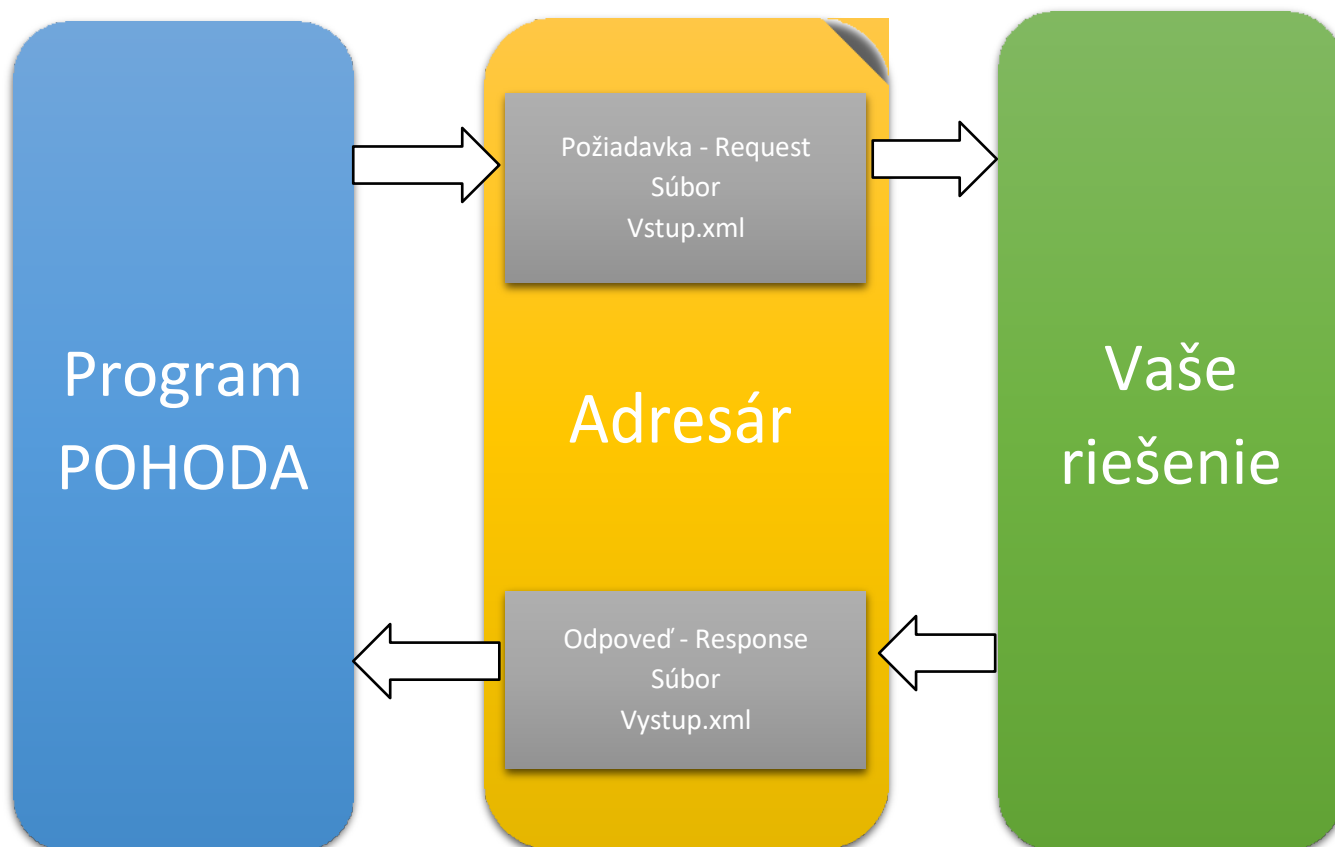 Program
POHODA
Požiadavka - Request
Súbor
Vstup.xml
Adresár
Odpoveď - Response
Súbor
Vystup.xml
Vaše
riešenie